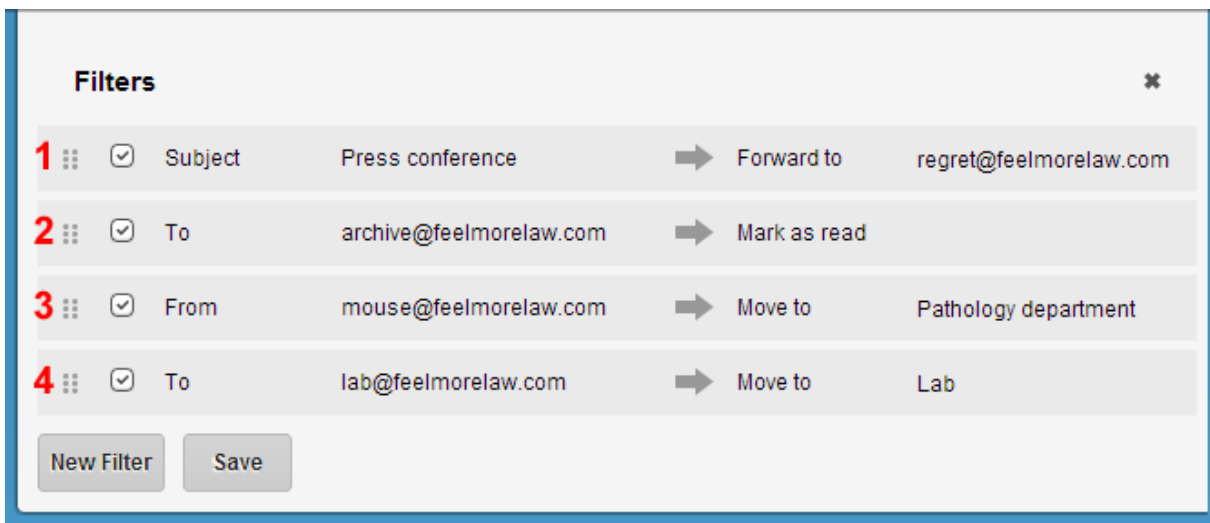 Filters
1 Subject Press conference Forward to regret@feelmorelaw.com
2 To archive@feelmorelaw.com Mark as read
3 From mouse@feelmorelaw.com Move to Pathology department
4 To lab@feelmorelaw.com Move to Lab
New Filter Save